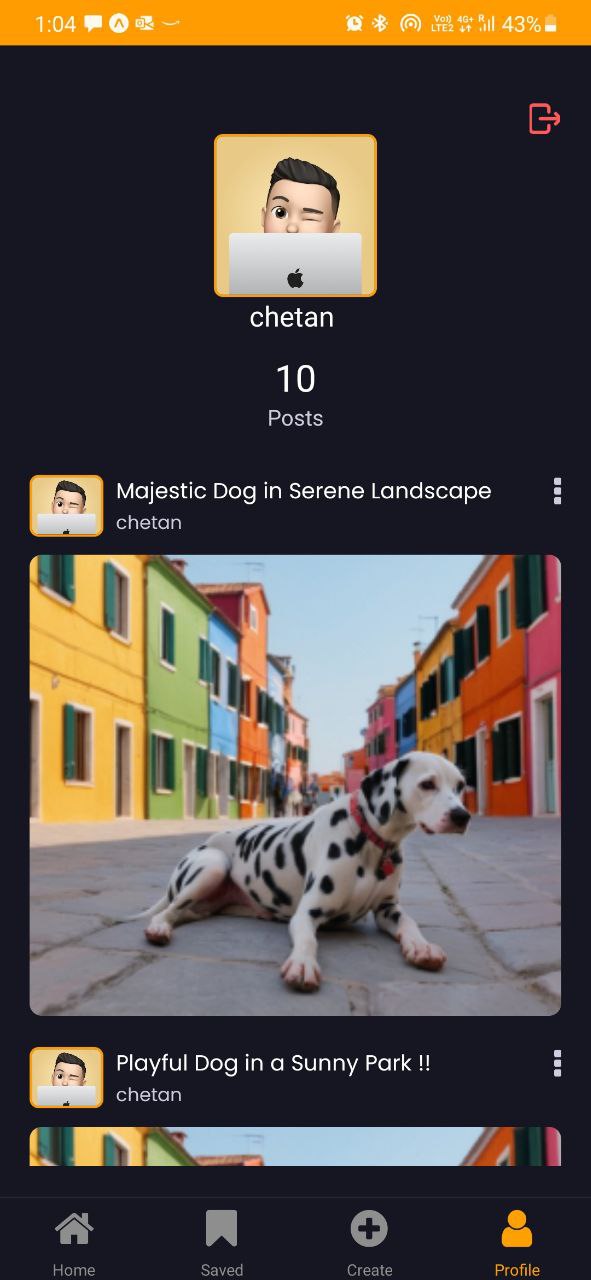 1:04 Vo)) LTE2 4G+ R 43%
chetan
10
Posts
Majestic Dog in Serene Landscape
chetan
Playful Dog in a Sunny Park !!
chetan
Home Saved Create Profile